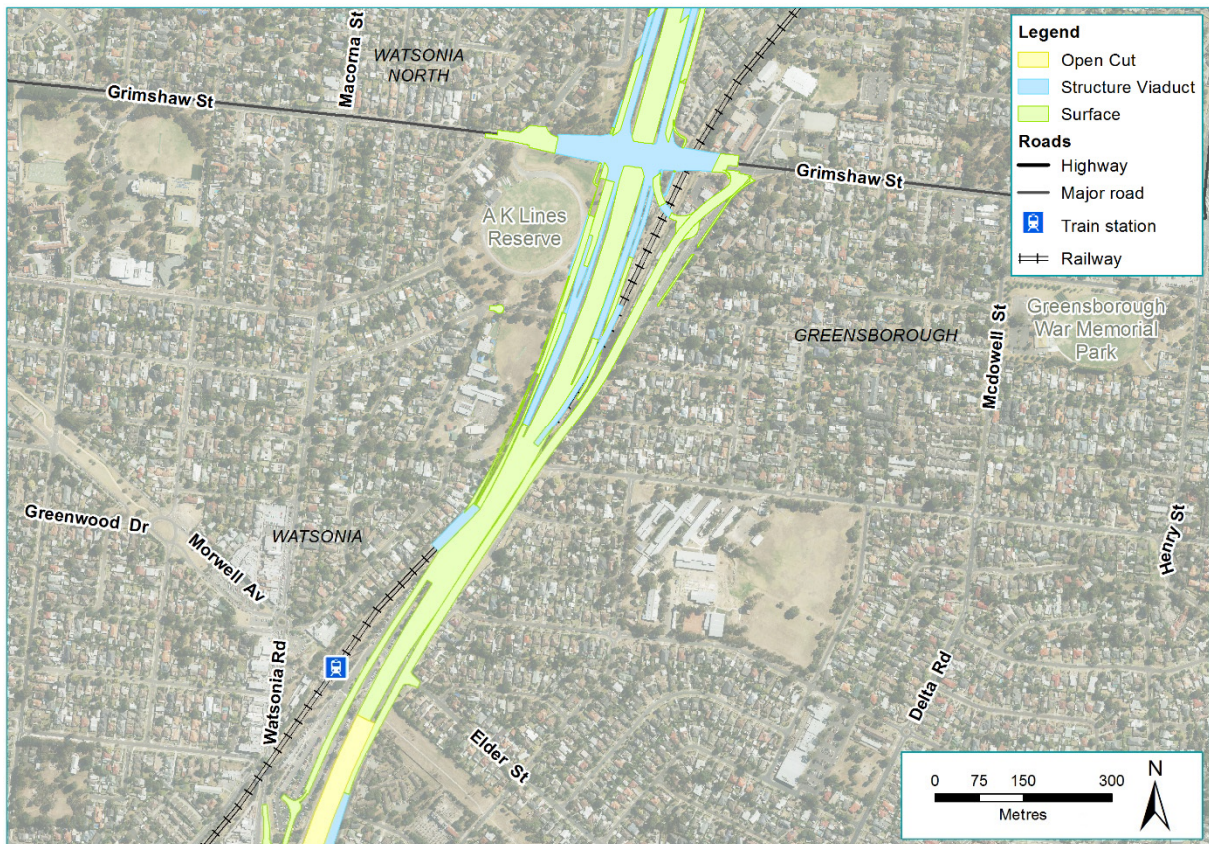 WATSONIA
NORTH
Macorna St
Grimshaw St
Grimshaw St
A K Lines
Reserve
GREENSBOROUGH
Mcdowell St
Greensborough
War Memorial
Park
Greenwood Dr
Morwell Av
WATSONIA
Watsonia Rd
Elder St
Delta Rd
Henry St
Legend
Open Cut
Structure Viaduct
Surface
Roads
Highway
Major road
Train station
Railway
0 75 150 300
Metres
N